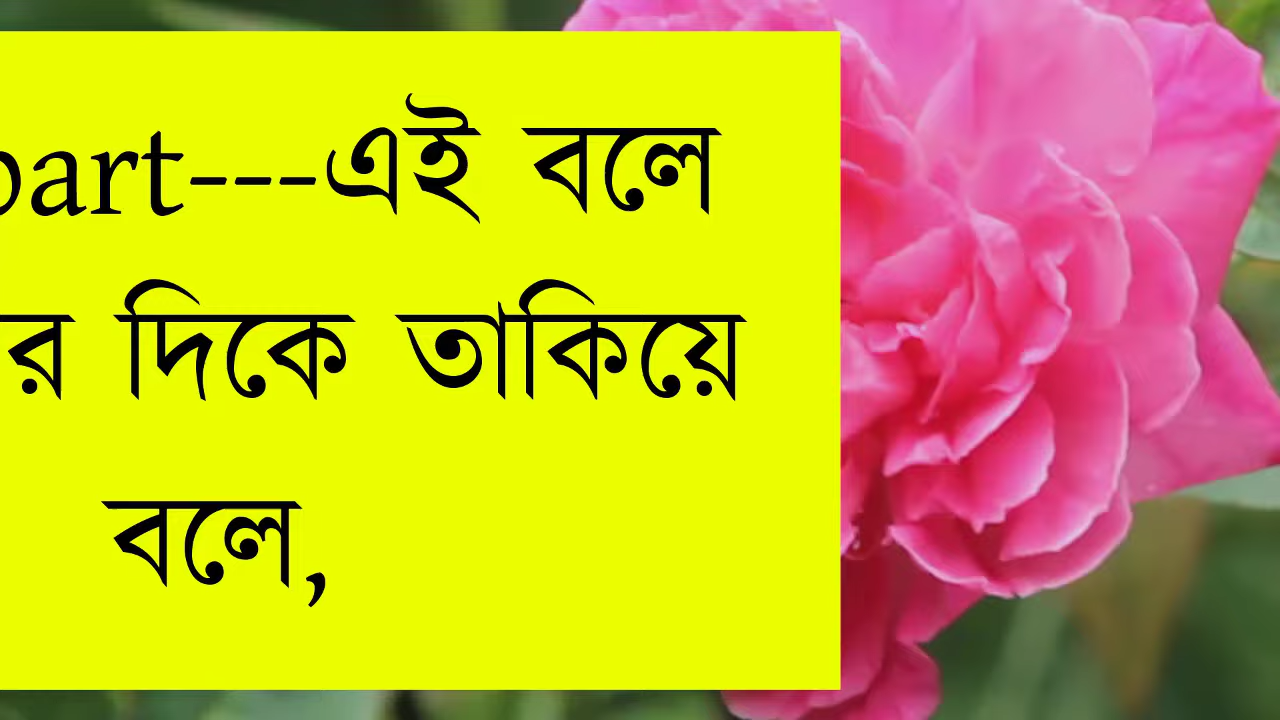 part---এই বলে
র দিকে তাকিয়ে
বলে,